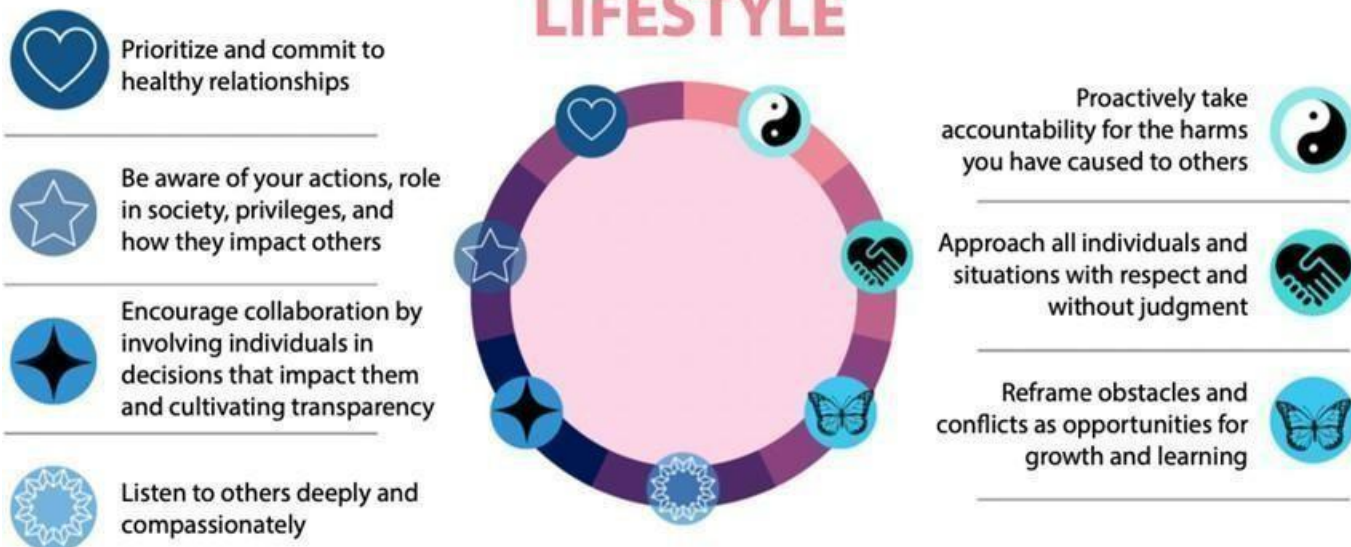 LIFESTYLE
Prioritize and commit to
healthy relationships
Be aware of your actions, role
in society, privileges, and
how they impact others
Encourage collaboration by
involving individuals in
decisions that impact them
and cultivating transparency
Listen to others deeply and
compassionately
Proactively take
accountability for the harms
you have caused to others
Approach all individuals and
situations with respect and
without judgment
Reframe obstacles and
conflicts as opportunities for
growth and learning